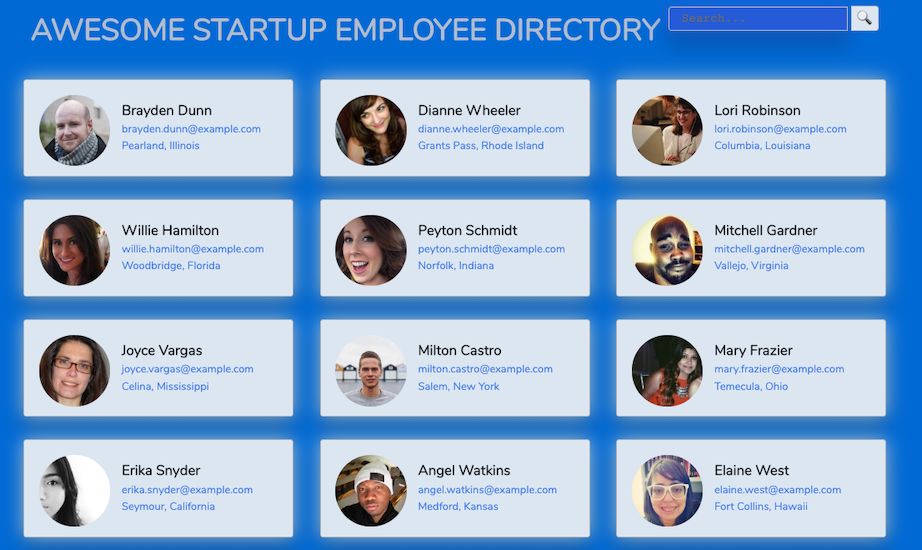 AWESOME STARTUP EMPLOYEE DIRECTORY
Search...
Brayden Dunn
brayden.dunn@example.com
Pearland, Illinois
Dianne Wheeler
dianne.wheeler@example.com
Grants Pass, Rhode Island
Lori Robinson
lori.robinson@example.com
Columbia, Louisiana
Willie Hamilton
willie.hamilton@example.com
Woodbridge, Florida
Peyton Schmidt
peyton.schmidt@example.com
Norfolk, Indiana
Mitchell Gardner
mitchell.gardner@example.com
Vallejo, Virginia
Joyce Vargas
joyce.vargas@example.com
Celina, Mississippi
Milton Castro
milton.castro@example.com
Salem, New York
Mary Frazier
mary.frazier@example.com
Temecula, Ohio
Erika Snyder
erika.snyder@example.com
Seymour, California
Angel Watkins
angel.watkins@example.com
Medford, Kansas
Elaine West
elaine.west@example.com
Fort Collins, Hawaii